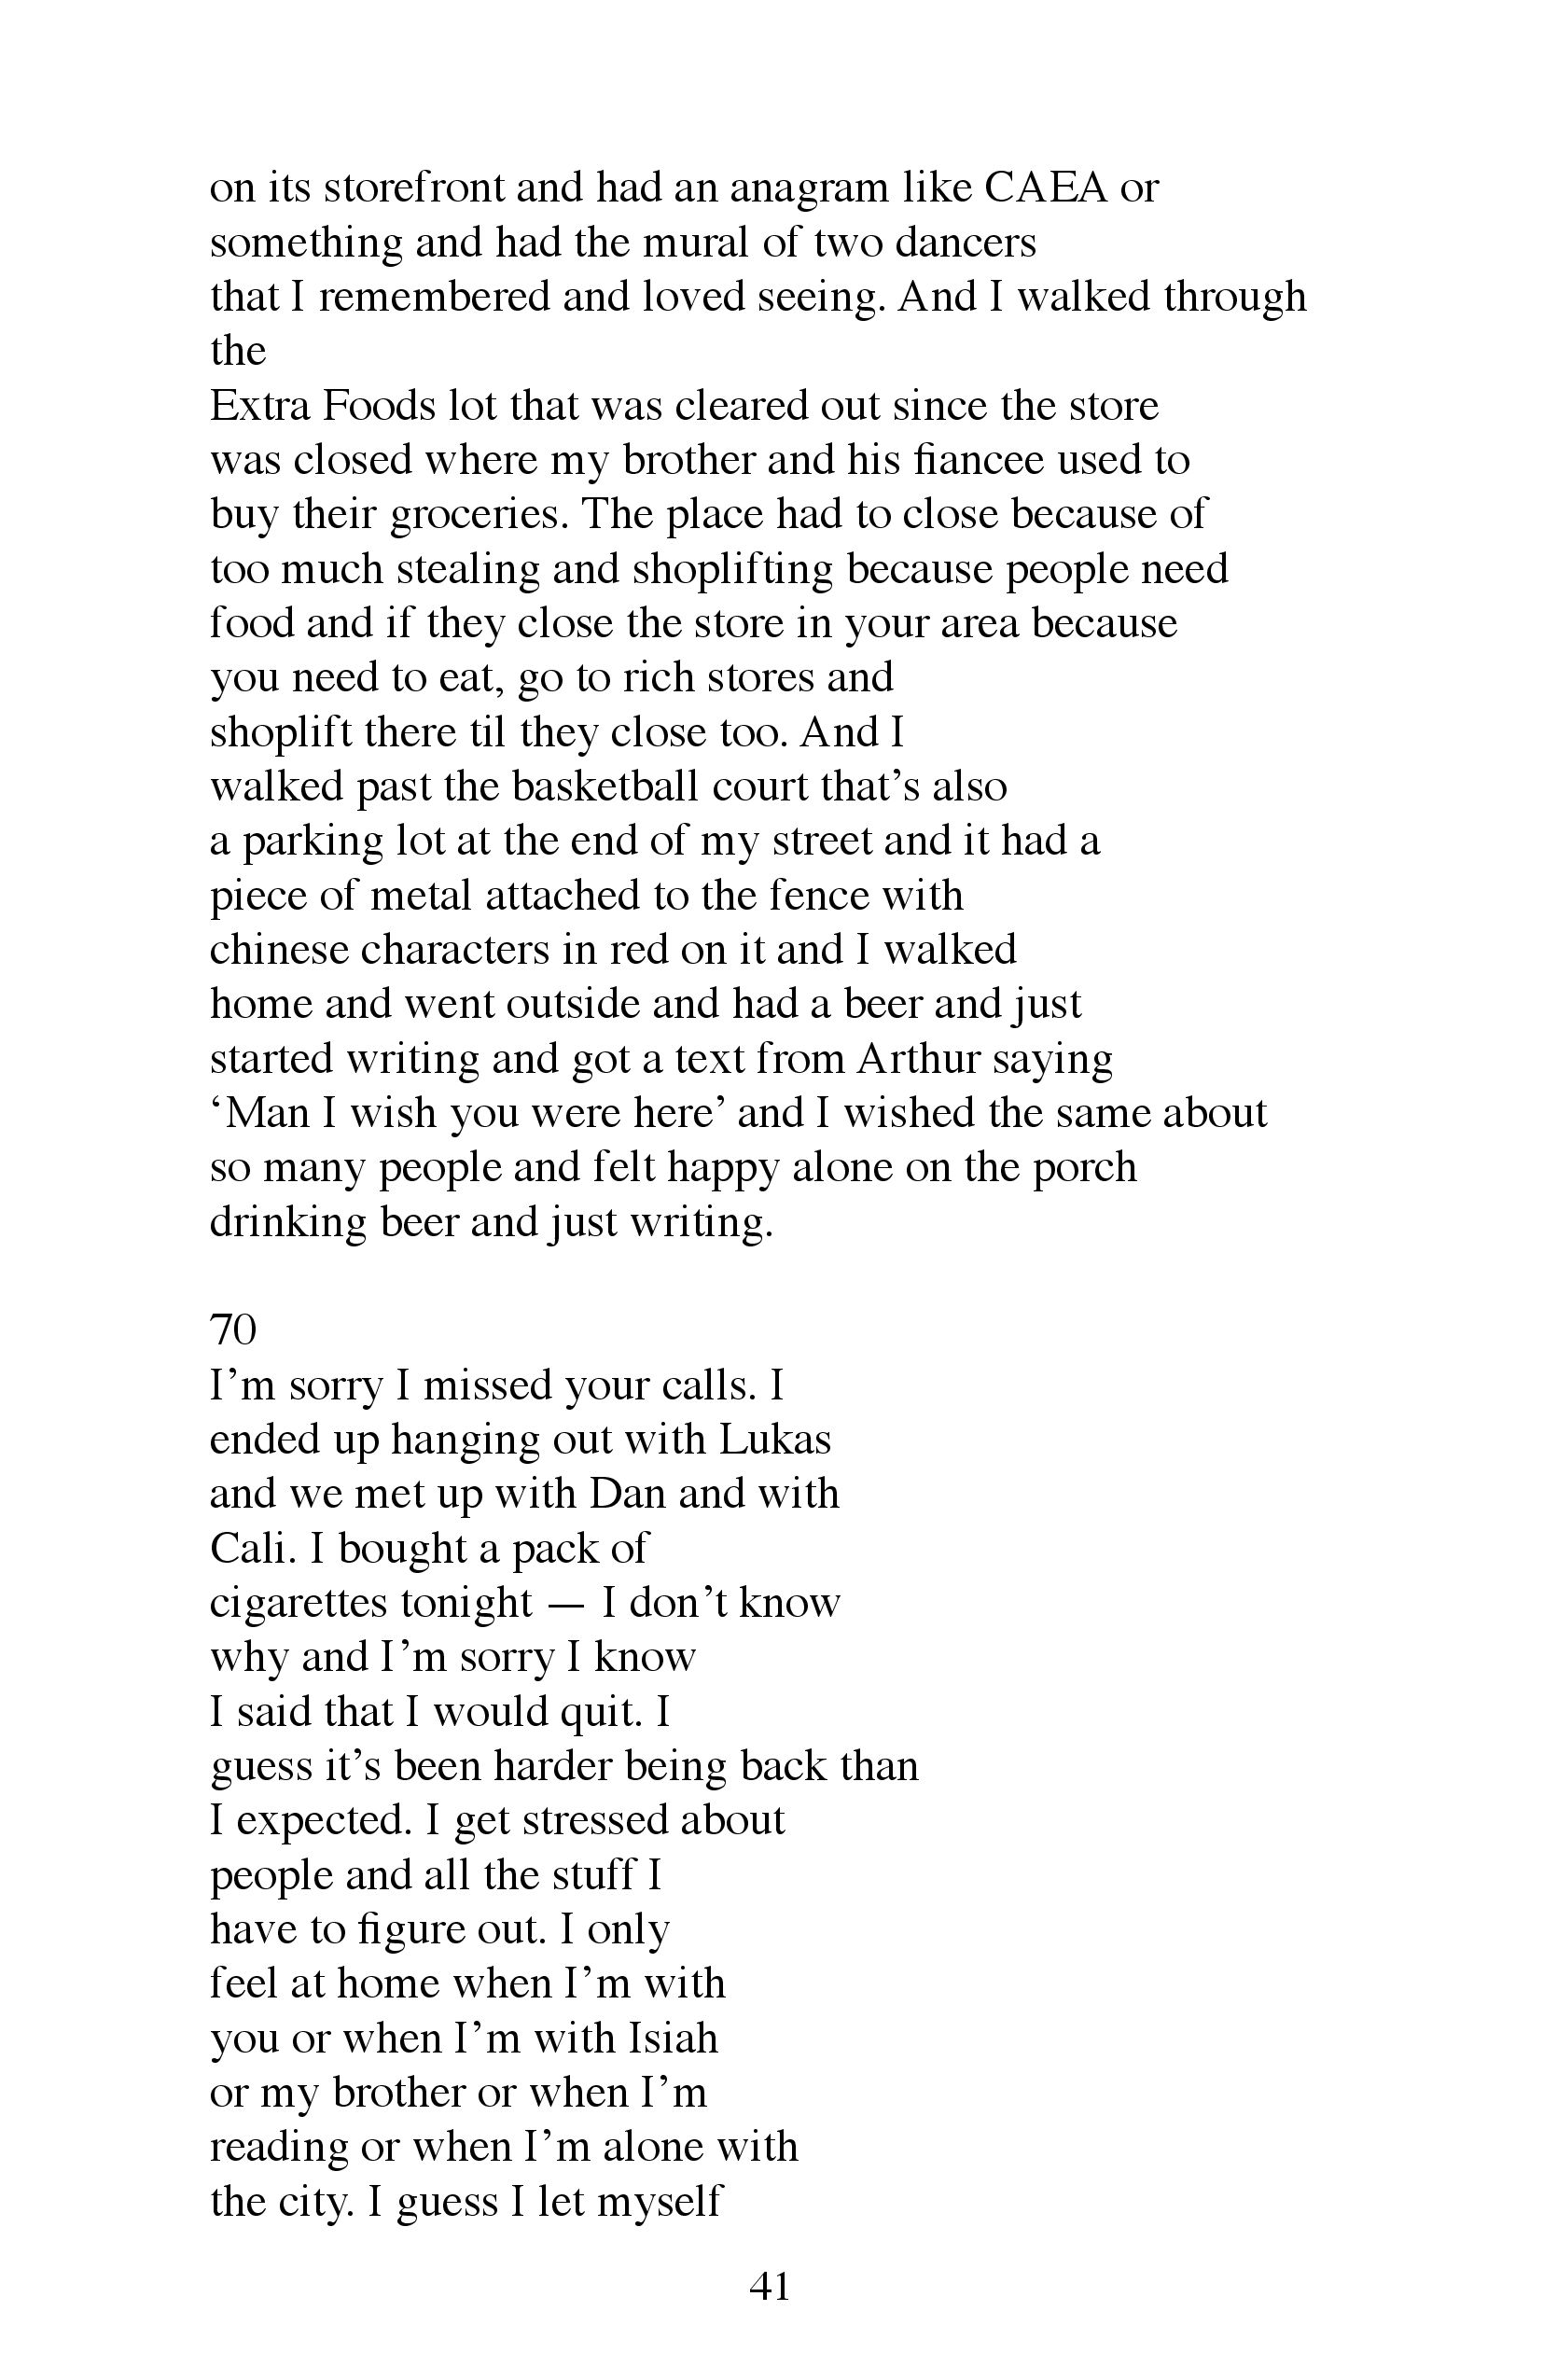 on its storefront and had an anagram like CAEA or
something and had the mural of two dancers
that I remembered and loved seeing. And I walked through
the
Extra Foods lot that was cleared out since the store
was closed where my brother and his fiancee used to
buy their groceries. The place had to close because of
too much stealing and shoplifting because people need
food and if they close the store in your area because
you need to eat, go to rich stores and
shoplift there til they close too. And I
walked past the basketball court that’s also
a parking lot at the end of my street and it had a
piece of metal attached to the fence with
chinese characters in red on it and I walked
home and went outside and had a beer and just
started writing and got a text from Arthur saying
‘Man I wish you were here’ and I wished the same about
so many people and felt happy alone on the porch
drinking beer and just writing.

70
I’m sorry I missed your calls. I
ended up hanging out with Lukas
and we met up with Dan and with
Cali. I bought a pack of
cigarettes tonight — I don’t know
why and I’m sorry I know
I said that I would quit. I
guess it’s been harder being back than
I expected. I get stressed about
people and all the stuff I
have to figure out. I only
feel at home when I’m with
you or when I’m with Isiah
or my brother or when I’m
reading or when I’m alone with
the city. I guess I let myself
41